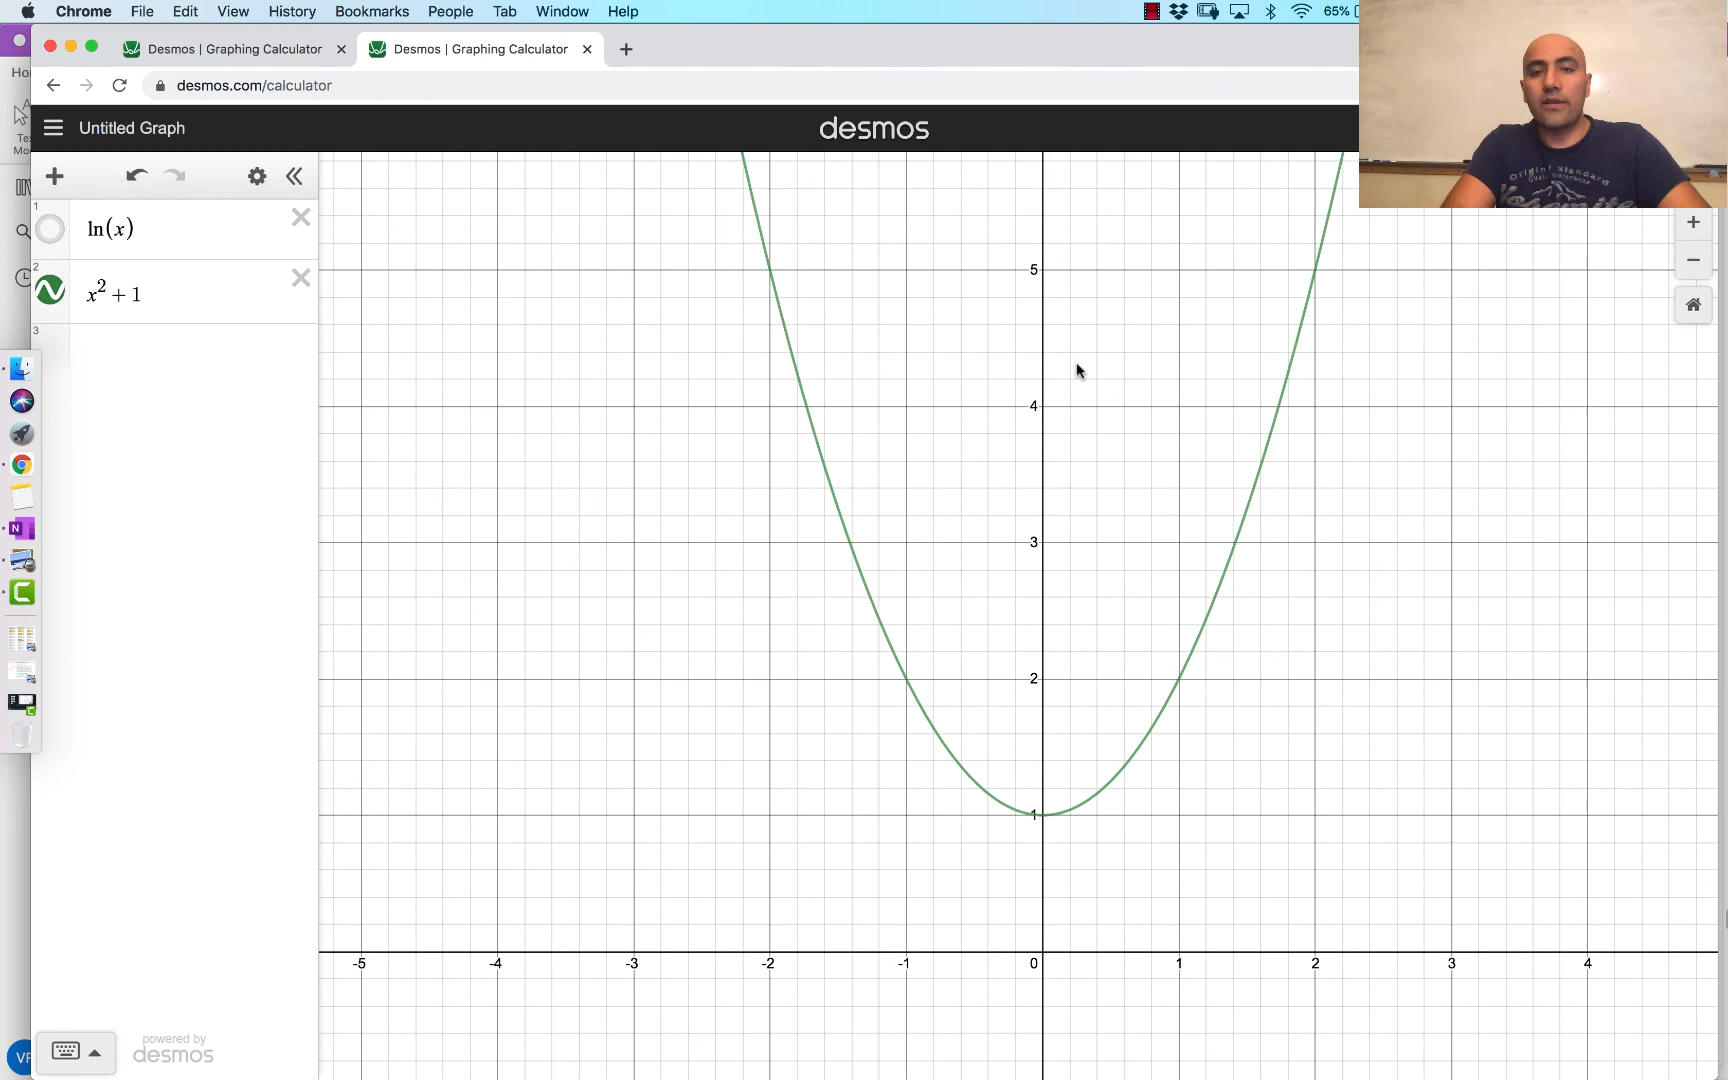 Chrome File Edit View History Bookmarks People Tab Window Help 65%
Desmos | Graphing Calculator Desmos | Graphing Calculator
desmos.com/calculator
Untitled Graph desmos
1
ln(x)
2
x² + 1
3
5
4
3
2
1
-5 -4 -3 -2 -1 0 1 2 3 4
powered by
desmos
Original Standard